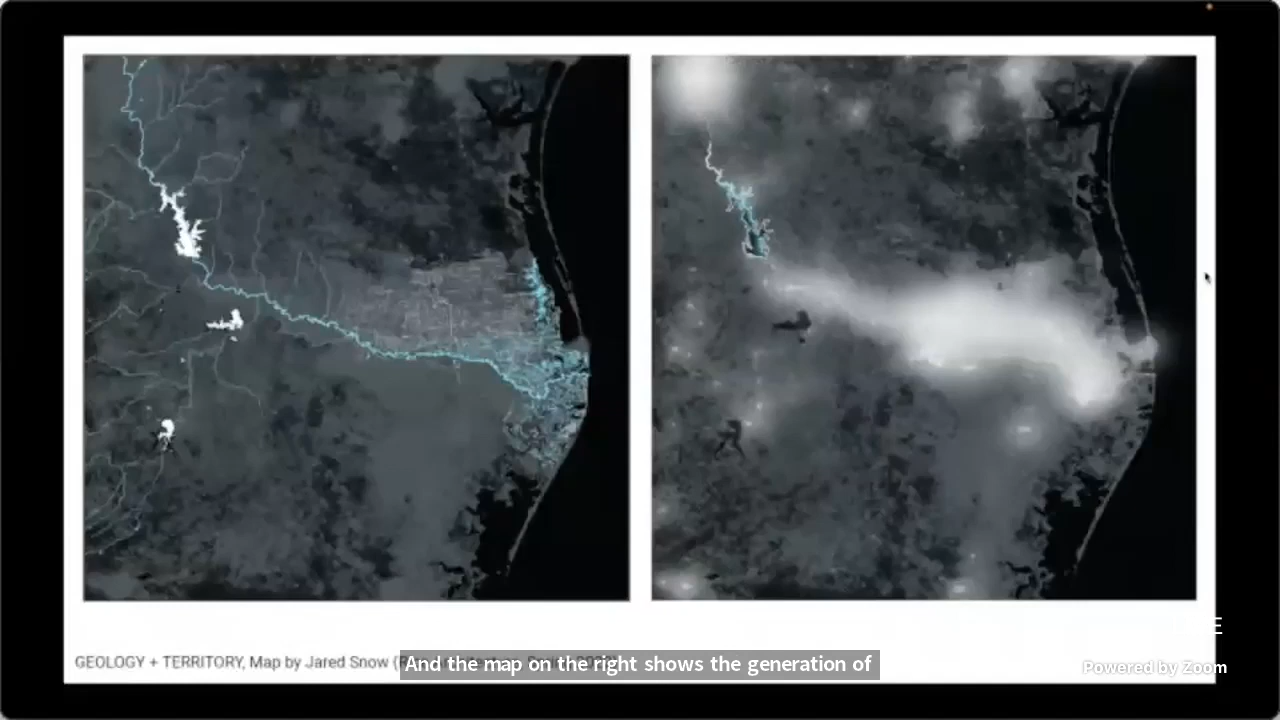 GEOLOGY + TERRITORY, Map by Jared Snow
And the map on the right shows the generation of
E
Powered by Zoom